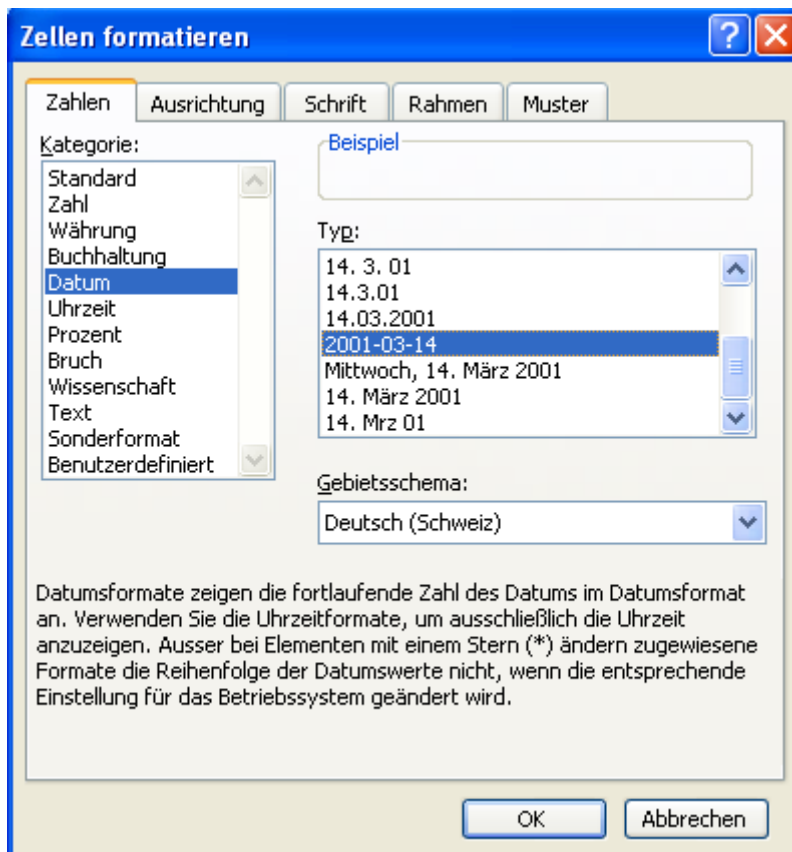 Zellen formatieren
Zahlen Ausrichtung Schrift Rahmen Muster
Kategorie:
Standard
Zahl
Währung
Buchhaltung
Datum
Uhrzeit
Prozent
Bruch
Wissenschaft
Text
Sonderformat
Benutzerdefiniert
Beispiel
Typ:
14. 3. 01
14.3.01
14.03.2001
2001-03-14
Mittwoch, 14. März 2001
14. März 2001
14. Mrz 01
Gebietsschema:
Deutsch (Schweiz)
Datumsformate zeigen die fortlaufende Zahl des Datums im Datumsformat
an. Verwenden Sie die Uhrzeitformate, um ausschließlich die Uhrzeit
anzuzeigen. Ausser bei Elementen mit einem Stern (*) ändern zugewiesene
Formate die Reihenfolge der Datumswerte nicht, wenn die entsprechende
Einstellung für das Betriebssystem geändert wird.
OK Abbrechen